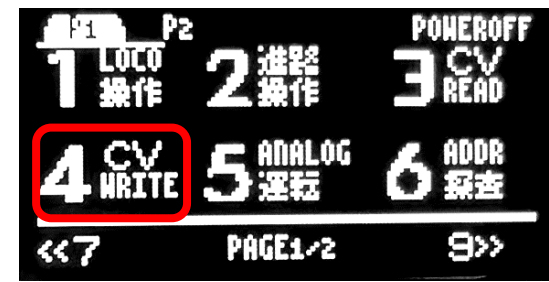 P1 P2 POWEROFF
1 LOCO 操作 2 進路操作 3 CV READ
4 CV WRITE 5 ANALOG 運転 6 ADDR 探査
<<7 PAGE1/2 9>>